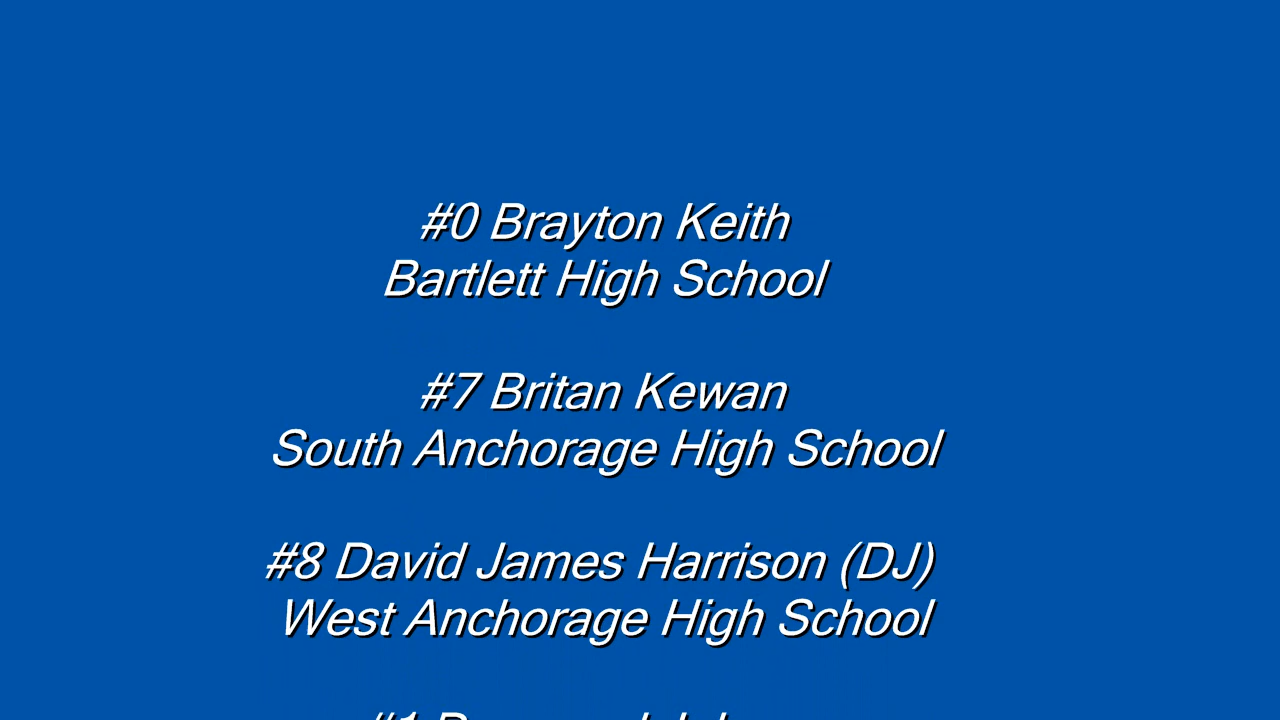 #0 Brayton Keith
Bartlett High School
#7 Britan Kewan
South Anchorage High School
#8 David James Harrison (DJ)
West Anchorage High School
#1